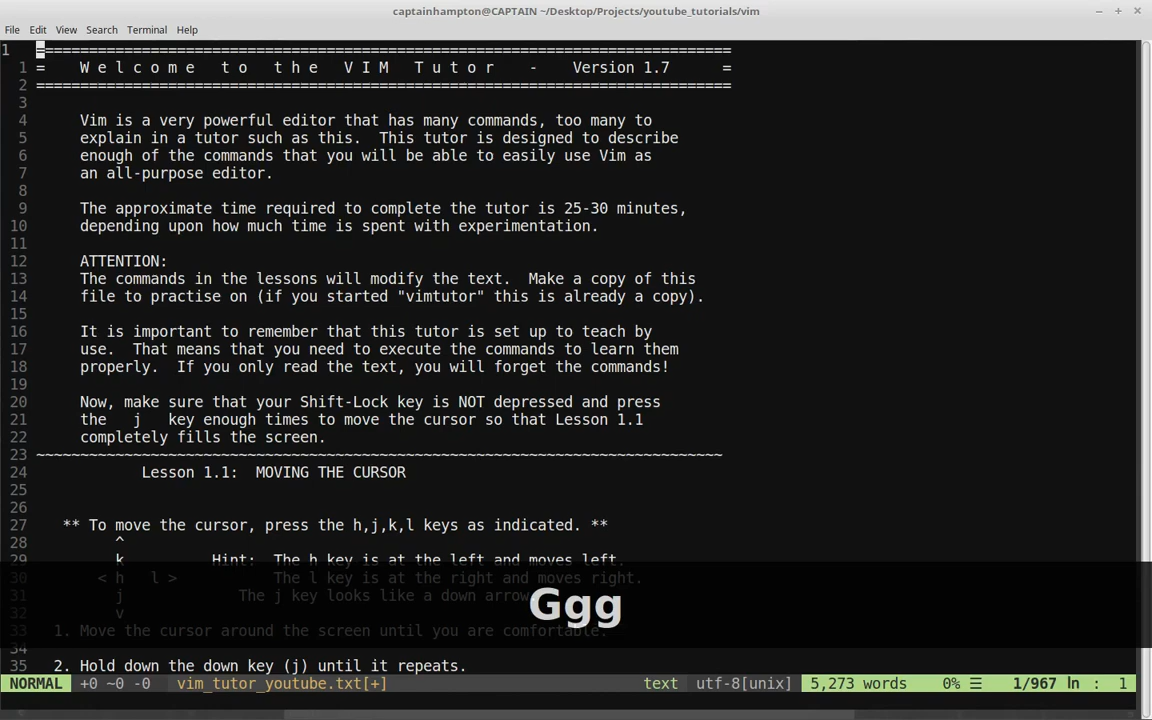 captainhampton@CAPTAIN ~/Desktop/Projects/youtube_tutorials/vim
File Edit View Search Terminal Help
1 ===============================================================================
1 =    W e l c o m e   t o   t h e   V I M   T u t o r    -    Version 1.7      =
2 ===============================================================================
3
4 Vim is a very powerful editor that has many commands, too many to
5 explain in a tutor such as this.  This tutor is designed to describe
6 enough of the commands that you will be able to easily use Vim as
7 an all-purpose editor.
8
9 The approximate time required to complete the tutor is 25-30 minutes,
10 depending upon how much time is spent with experimentation.
11
12 ATTENTION:
13 The commands in the lessons will modify the text.  Make a copy of this
14 file to practise on (if you started "vimtutor" this is already a copy).
15
16 It is important to remember that this tutor is set up to teach by
17 use.  That means that you need to execute the commands to learn them
18 properly.  If you only read the text, you will forget the commands!
19
20 Now, make sure that your Shift-Lock key is NOT depressed and press
21 the   j   key enough times to move the cursor so that Lesson 1.1
22 completely fills the screen.
23 ~~~~~~~~~~~~~~~~~~~~~~~~~~~~~~~~~~~~~~~~~~~~~~~~~~~~~~~~~~~~~~~~~~~~~~~~~~~~~~
24 Lesson 1.1:  MOVING THE CURSOR
25
26
27 ** To move the cursor, press the h,j,k,l keys as indicated. **
28 ^
29 k Hint:  The h key is at the left and moves left.
30 < h   l > The l key is at the right and moves right.
31 j The j key looks like a down arrow.
32 v
33 1. Move the cursor around the screen until you are comfortable.
34
35 2. Hold down the down key (j) until it repeats.
Ggg
NORMAL +0 ~0 -0 vim_tutor_youtube.txt[+] text utf-8[unix] 5,273 words 0% ☰ 1/967 ln : 1